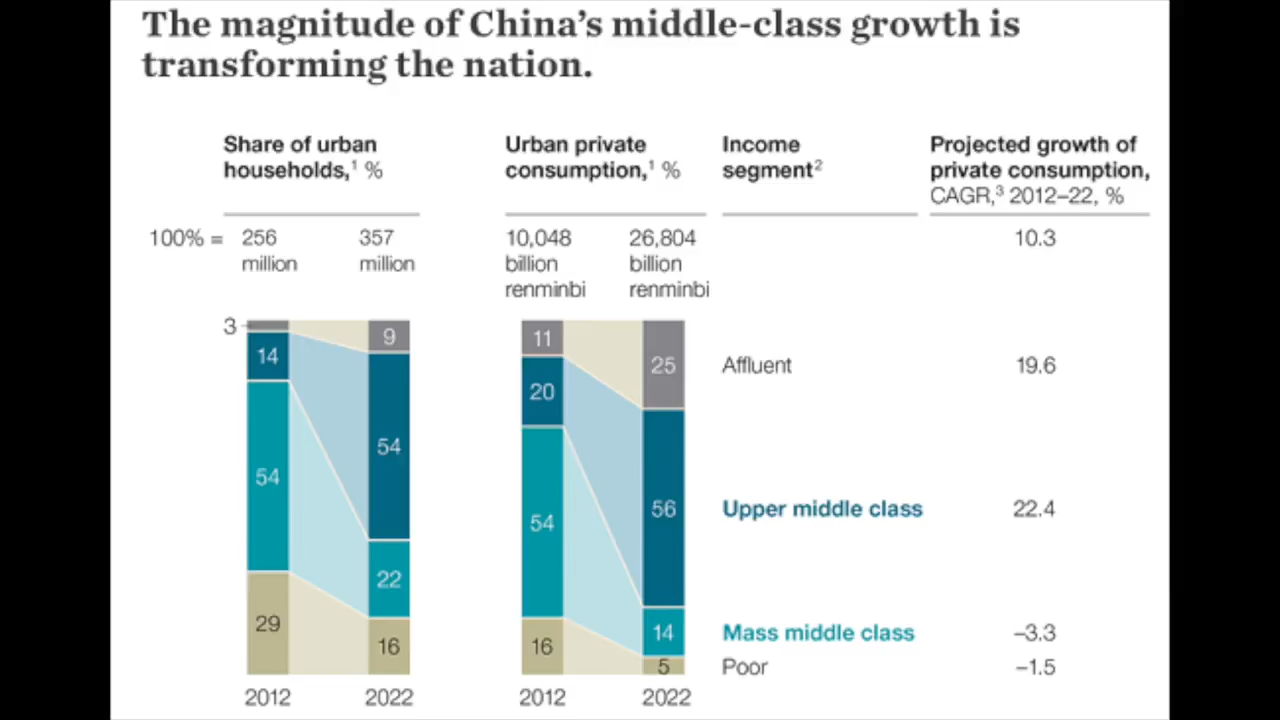 The magnitude of China's middle-class growth is
transforming the nation.
Share of urban
households,¹ %
Urban private
consumption,¹ %
Income
segment²
Projected growth of
private consumption,
CAGR,³ 2012–22, %
100% =
256
million
357
million
10,048
billion
renminbi
26,804
billion
renminbi
10.3
3
14
54
29
2012
9
54
22
16
2022
11
20
54
16
2012
25
56
14
5
2022
Affluent
19.6
Upper middle class
22.4
Mass middle class
–3.3
Poor
–1.5